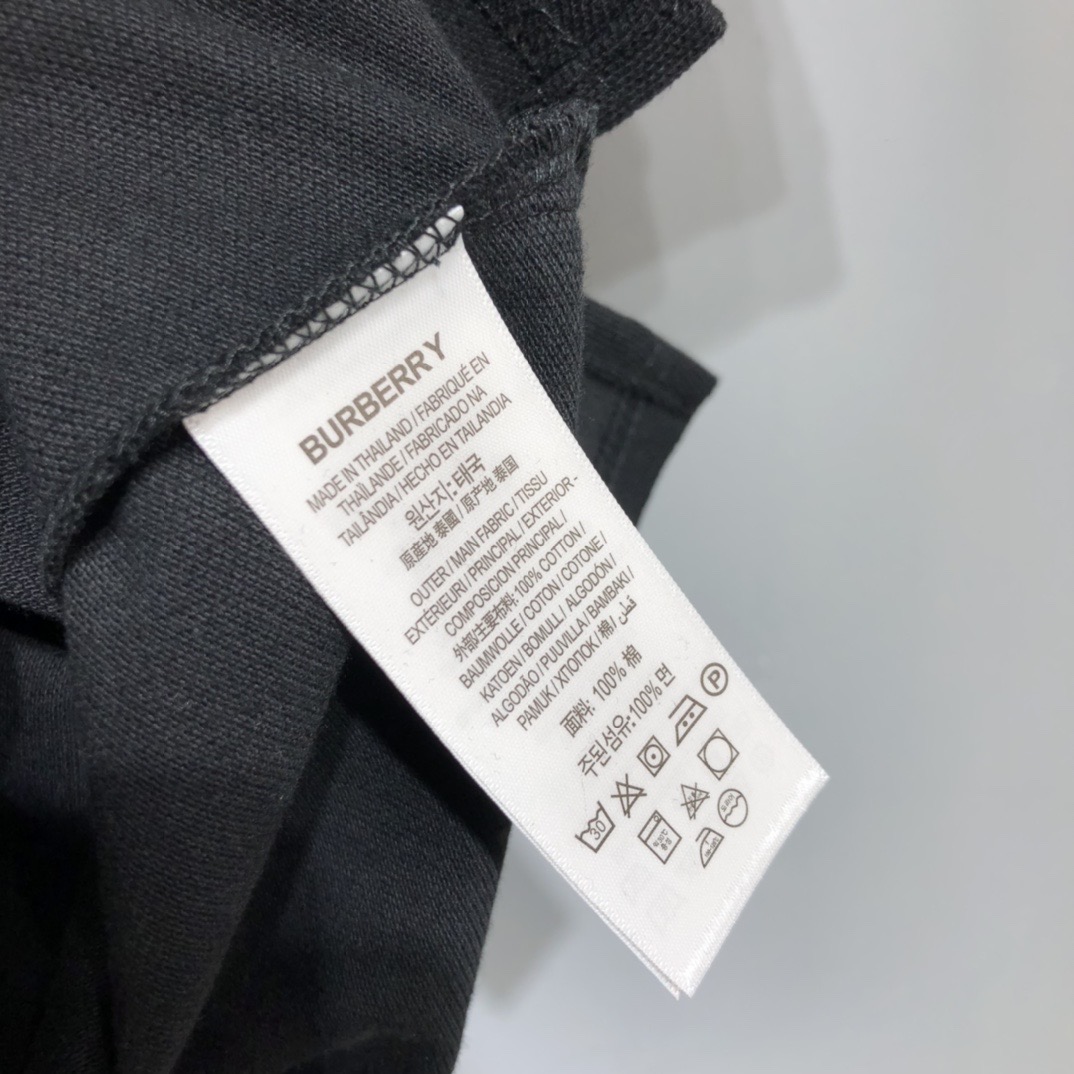 BURBERRY
MADE IN THAILAND / FABRIQUÉ EN
THAÏLANDE / FABRICADO NA
TAILÂNDIA / HECHO EN TAILANDIA
원산지: 태국
原産地 泰國 / 原产地 泰国
OUTER / MAIN FABRIC / TISSU
EXTÉRIEUR / PRINCIPAL / EXTERIOR -
COMPOSICION PRINCIPAL /
外部/主要布料: 100% COTTON /
BAUMWOLLE / COTON / COTONE /
KATOEN / BOMULL / ALGODÓN /
ALGODÃO / PUUVILLA / BAMBAKI /
PAMUK / ХЛОПОК / 棉 / قطن /
面料: 100% 棉
주된섬유: 100% 면
P
30